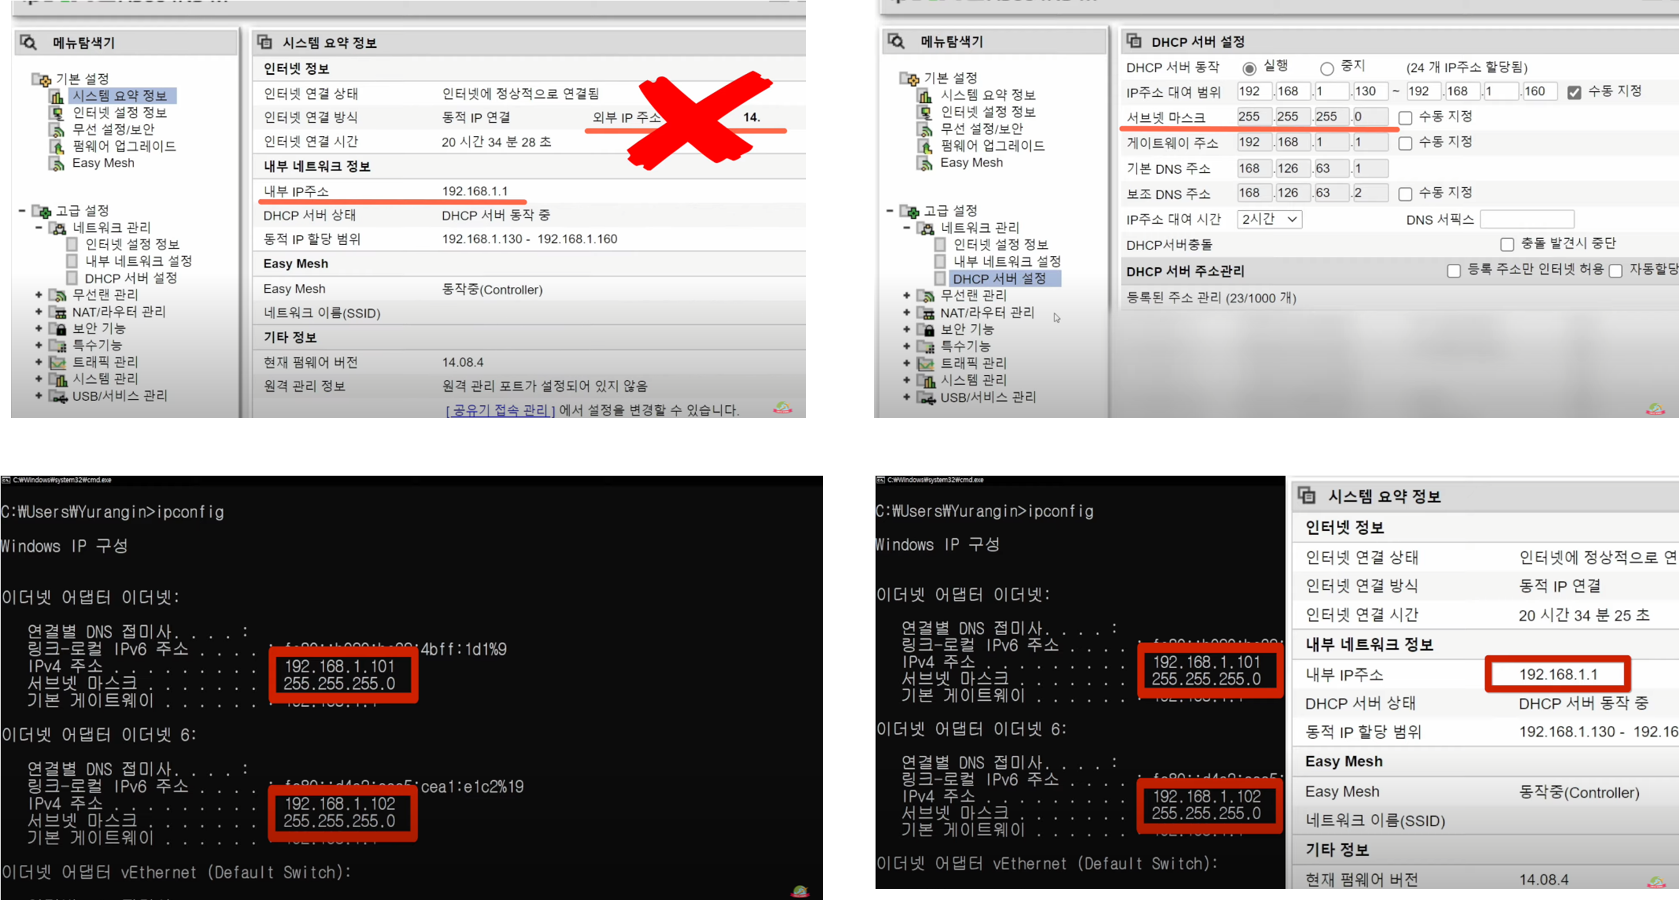 메뉴탐색기
기본 설정
시스템 요약 정보
인터넷 설정 정보
무선 설정/보안
펌웨어 업그레이드
Easy Mesh
고급 설정
네트워크 관리
인터넷 설정 정보
내부 네트워크 설정
DHCP 서버 설정
무선랜 관리
NAT/라우터 관리
보안 기능
특수기능
트래픽 관리
시스템 관리
USB/서비스 관리
시스템 요약 정보
인터넷 정보
인터넷 연결 상태 인터넷에 정상적으로 연결됨
인터넷 연결 방식 동적 IP 연결 외부 IP 주소 14.
인터넷 연결 시간 20 시간 34 분 28 초
내부 네트워크 정보
내부 IP주소 192.168.1.1
DHCP 서버 상태 DHCP 서버 동작 중
동적 IP 할당 범위 192.168.1.130 - 192.168.1.160
Easy Mesh
Easy Mesh 동작중(Controller)
네트워크 이름(SSID)
기타 정보
현재 펌웨어 버전 14.08.4
원격 관리 정보 원격 관리 포트가 설정되어 있지 않음
[ 공유기 접속 관리 ] 에서 설정을 변경할 수 있습니다.
메뉴탐색기
기본 설정
시스템 요약 정보
인터넷 설정 정보
무선 설정/보안
펌웨어 업그레이드
Easy Mesh
고급 설정
네트워크 관리
인터넷 설정 정보
내부 네트워크 설정
DHCP 서버 설정
무선랜 관리
NAT/라우터 관리
보안 기능
특수기능
트래픽 관리
시스템 관리
USB/서비스 관리
DHCP 서버 설정
DHCP 서버 동작 실행 중지 (24 개 IP주소 할당됨)
IP주소 대여 범위 192 .168 .1 .130 ~ 192 .168 .1 .160 수동 지정
서브넷 마스크 255 .255 .255 .0 수동 지정
게이트웨이 주소 192 .168 .1 .1 수동 지정
기본 DNS 주소 168 .126 .63 .1
보조 DNS 주소 168 .126 .63 .2 수동 지정
IP주소 대여 시간 2시간 DNS 서픽스
DHCP서버충돌 충돌 발견시 중단
DHCP 서버 주소관리 등록 주소만 인터넷 허용 자동할당
등록된 주소 관리 (23/1000 개)
C:₩Windows₩system32₩cmd.exe
C:₩Users₩Yurangin>ipconfig
Windows IP 구성
이더넷 어댑터 이더넷:
연결별 DNS 접미사. . . . :
링크-로컬 IPv6 주소 . . . . : 4bff:1d1%9
IPv4 주소 . . . . . . . . . 192.168.1.101
서브넷 마스크 . . . . . . . 255.255.255.0
기본 게이트웨이 . . . . . .
이더넷 어댑터 이더넷 6:
연결별 DNS 접미사. . . . :
링크-로컬 IPv6 주소 . . . . : cea1:e1c2%19
IPv4 주소 . . . . . . . . . 192.168.1.102
서브넷 마스크 . . . . . . . 255.255.255.0
기본 게이트웨이 . . . . . .
이더넷 어댑터 vEthernet (Default Switch):
C:₩Windows₩system32₩cmd.exe
C:₩Users₩Yurangin>ipconfig
Windows IP 구성
이더넷 어댑터 이더넷:
연결별 DNS 접미사. . . . :
링크-로컬 IPv6 주소 . . . . :
IPv4 주소 . . . . . . . . . 192.168.1.101
서브넷 마스크 . . . . . . . 255.255.255.0
기본 게이트웨이 . . . . . .
이더넷 어댑터 이더넷 6:
연결별 DNS 접미사. . . . :
링크-로컬 IPv6 주소 . . . . :
IPv4 주소 . . . . . . . . . 192.168.1.102
서브넷 마스크 . . . . . . . 255.255.255.0
기본 게이트웨이 . . . . . .
이더넷 어댑터 vEthernet (Default Switch):
시스템 요약 정보
인터넷 정보
인터넷 연결 상태 인터넷에 정상적으로 연
인터넷 연결 방식 동적 IP 연결
인터넷 연결 시간 20 시간 34 분 25 초
내부 네트워크 정보
내부 IP주소 192.168.1.1
DHCP 서버 상태 DHCP 서버 동작 중
동적 IP 할당 범위 192.168.1.130 - 192.16
Easy Mesh
Easy Mesh 동작중(Controller)
네트워크 이름(SSID)
기타 정보
현재 펌웨어 버전 14.08.4